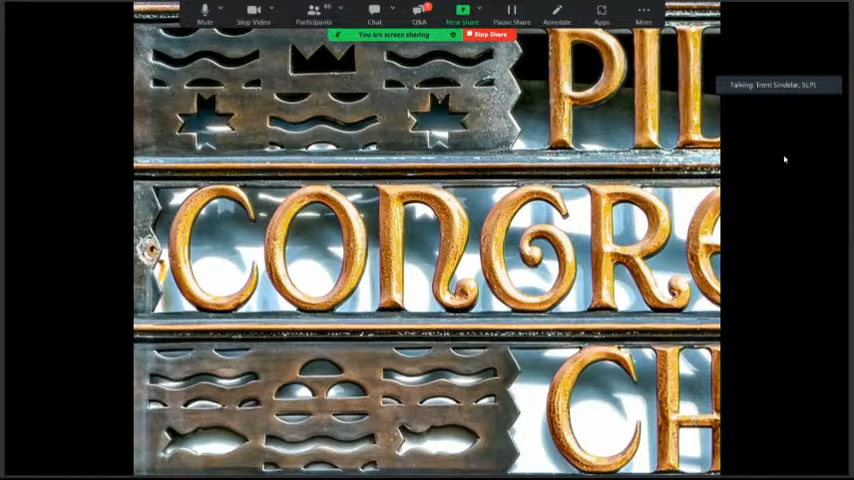 46
Mute Stop Video Participants Chat Q&A New Share Pause Share Annotate Apps More
You are screen sharing Stop Share
Talking: Trent Sindelar, SLPL
PIL
CONGRE
CH